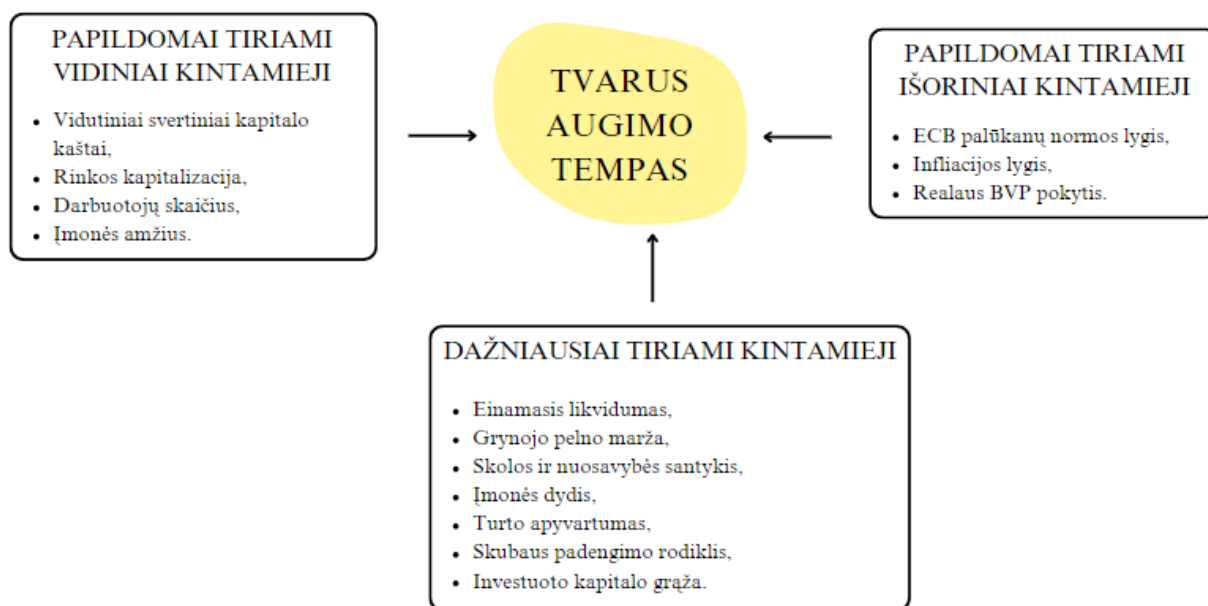 PAPILDOMAI TIRIAMI
VIDINIAI KINTAMIEJI
• Vidutiniai svertiniai kapitalo
kaštai,
• Rinkos kapitalizacija,
• Darbuotojų skaičius,
• Įmonės amžius.
TVARUS
AUGIMO
TEMPAS
PAPILDOMAI TIRIAMI
IŠORINIAI KINTAMIEJI
• ECB palūkanų normos lygis,
• Infliacijos lygis,
• Realaus BVP pokytis.
DAŽNIAUSIAI TIRIAMI KINTAMIEJI
• Einamasis likvidumas,
• Grynojo pelno marža,
• Skolos ir nuosavybės santykis,
• Įmonės dydis,
• Turto apyvartumas,
• Skubaus padengimo rodiklis,
• Investuoto kapitalo grąža.